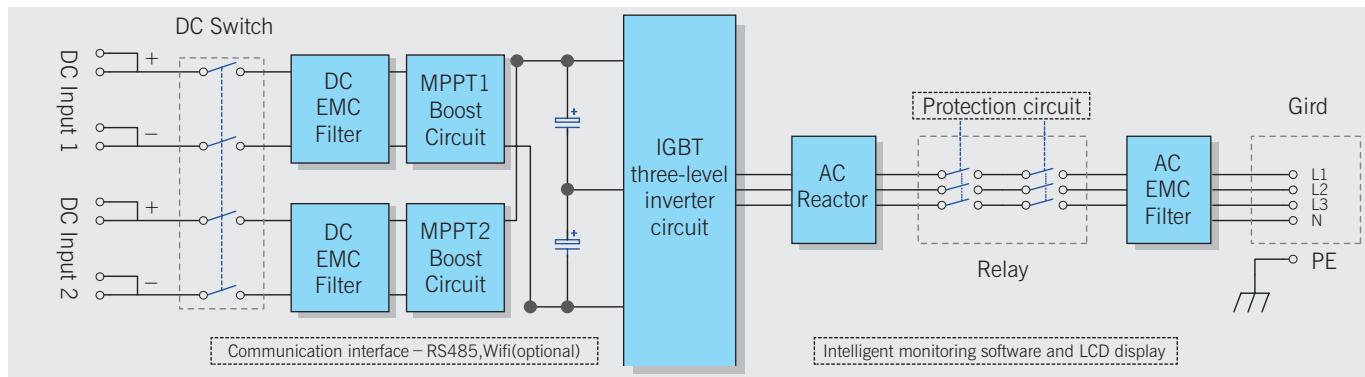 DC Switch
DC Input 1
+
−
DC Input 2
+
−
DC
EMC
Filter
MPPT1
Boost
Circuit
DC
EMC
Filter
MPPT2
Boost
Circuit
+
+
IGBT
three-level
inverter
circuit
AC
Reactor
Protection circuit
Relay
AC
EMC
Filter
Gird
L1
L2
L3
N
PE
Communication interface – RS485,Wifi(optional)
Intelligent monitoring software and LCD display